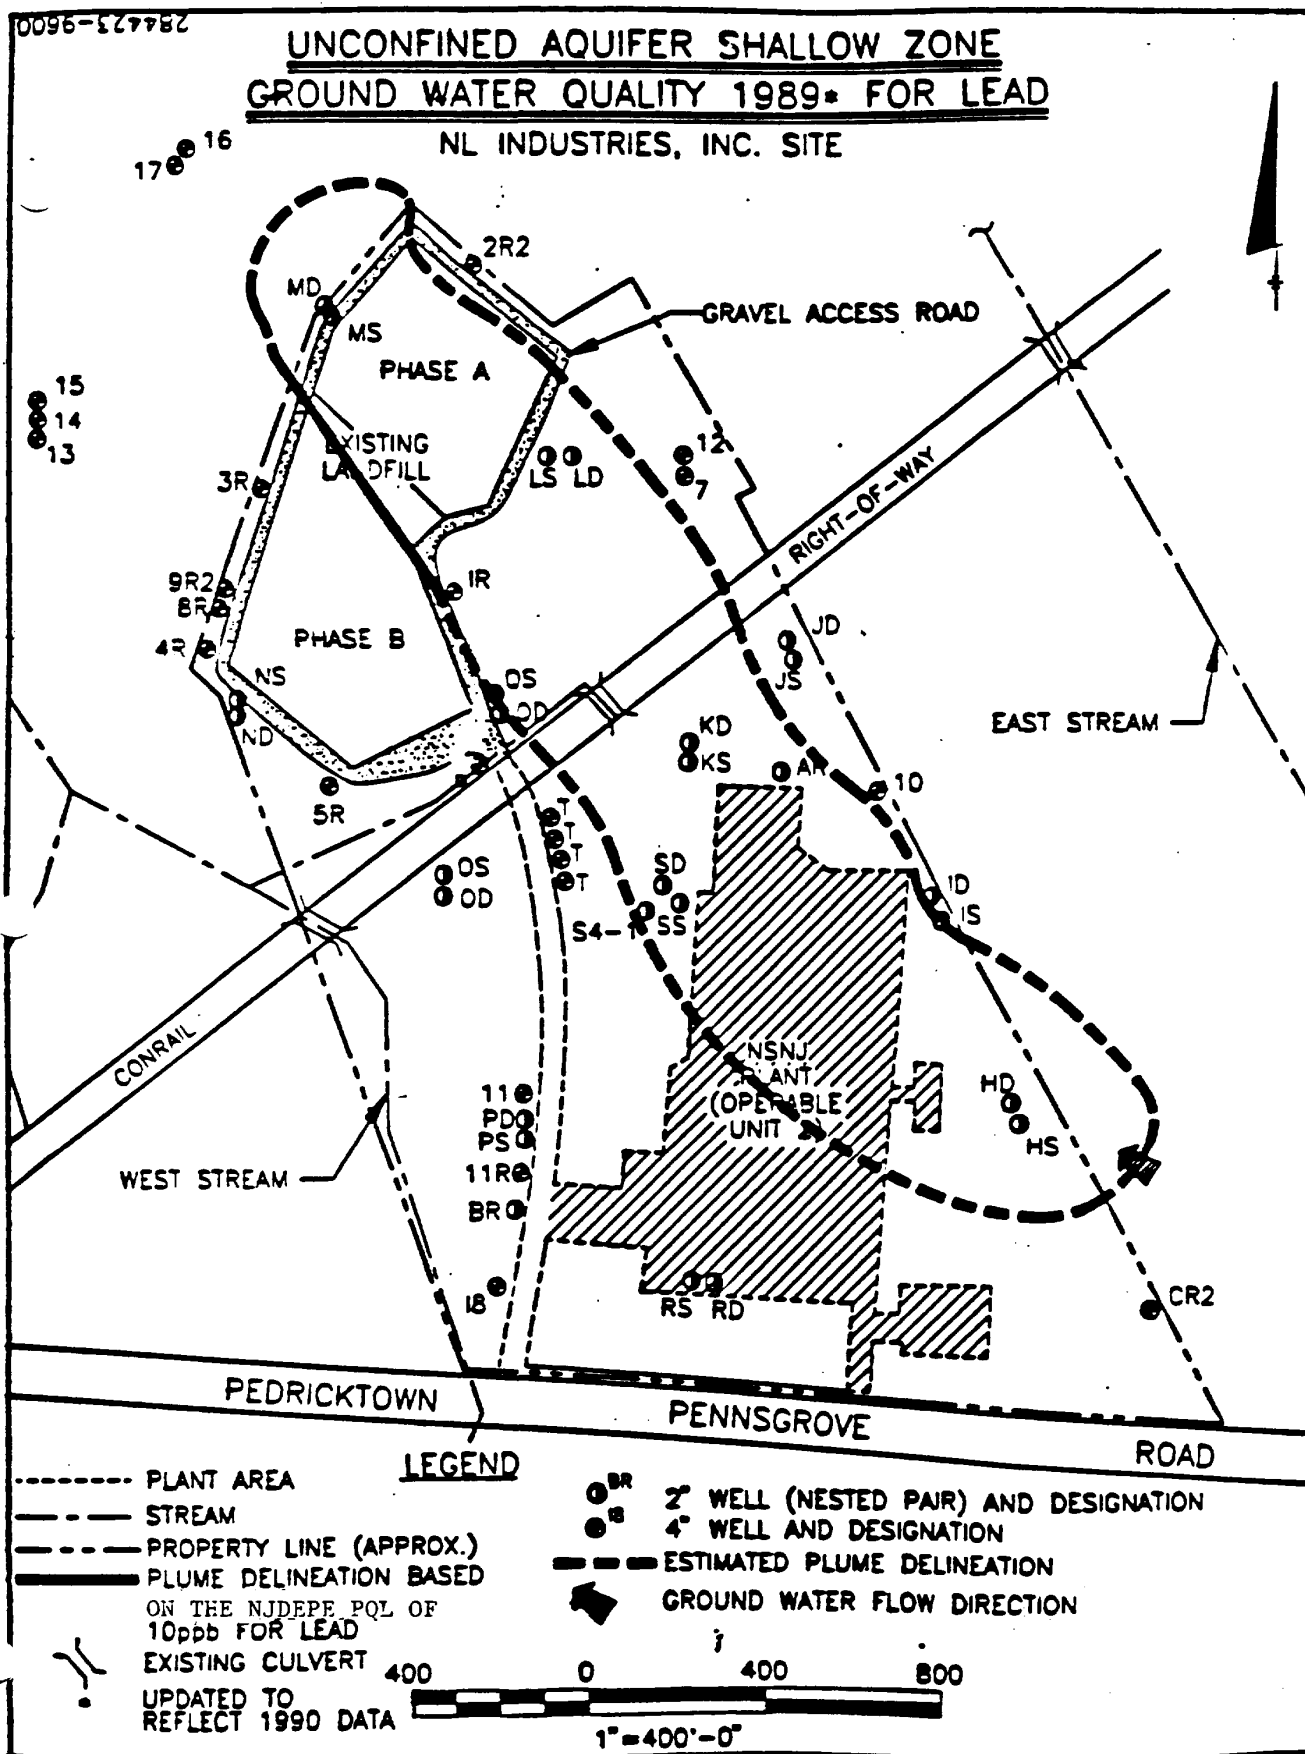 284423-9600
UNCONFINED AQUIFER SHALLOW ZONE
GROUND WATER QUALITY 1989* FOR LEAD
NL INDUSTRIES, INC. SITE
16
17
2R2
MD
MS
GRAVEL ACCESS ROAD
PHASE A
15
14
13
EXISTING
LANDFILL
LS LD
12
7
3R
RIGHT-OF-WAY
9R2
8R
1R
4R
PHASE B
JD
JS
NS
ND
OS
OD
EAST STREAM
KD
KS
AR
10
5R
T
T
T
T
OS
OD
SD
SS
S4-1
ID
IS
CONRAIL
NSNJ
PLANT
(OPERABLE
UNIT 2)
11
PD
PS
HD
HS
WEST STREAM
11R
BR
18
RS RD
CR2
PEDRICKTOWN
PENNSGROVE
ROAD
LEGEND
PLANT AREA
STREAM
PROPERTY LINE (APPROX.)
PLUME DELINEATION BASED
ON THE NJDEPE PQL OF
10ppb FOR LEAD
EXISTING CULVERT
* UPDATED TO
REFLECT 1990 DATA
BR
2" WELL (NESTED PAIR) AND DESIGNATION
18
4" WELL AND DESIGNATION
ESTIMATED PLUME DELINEATION
GROUND WATER FLOW DIRECTION
400 0 400 800
1"=400'-0"